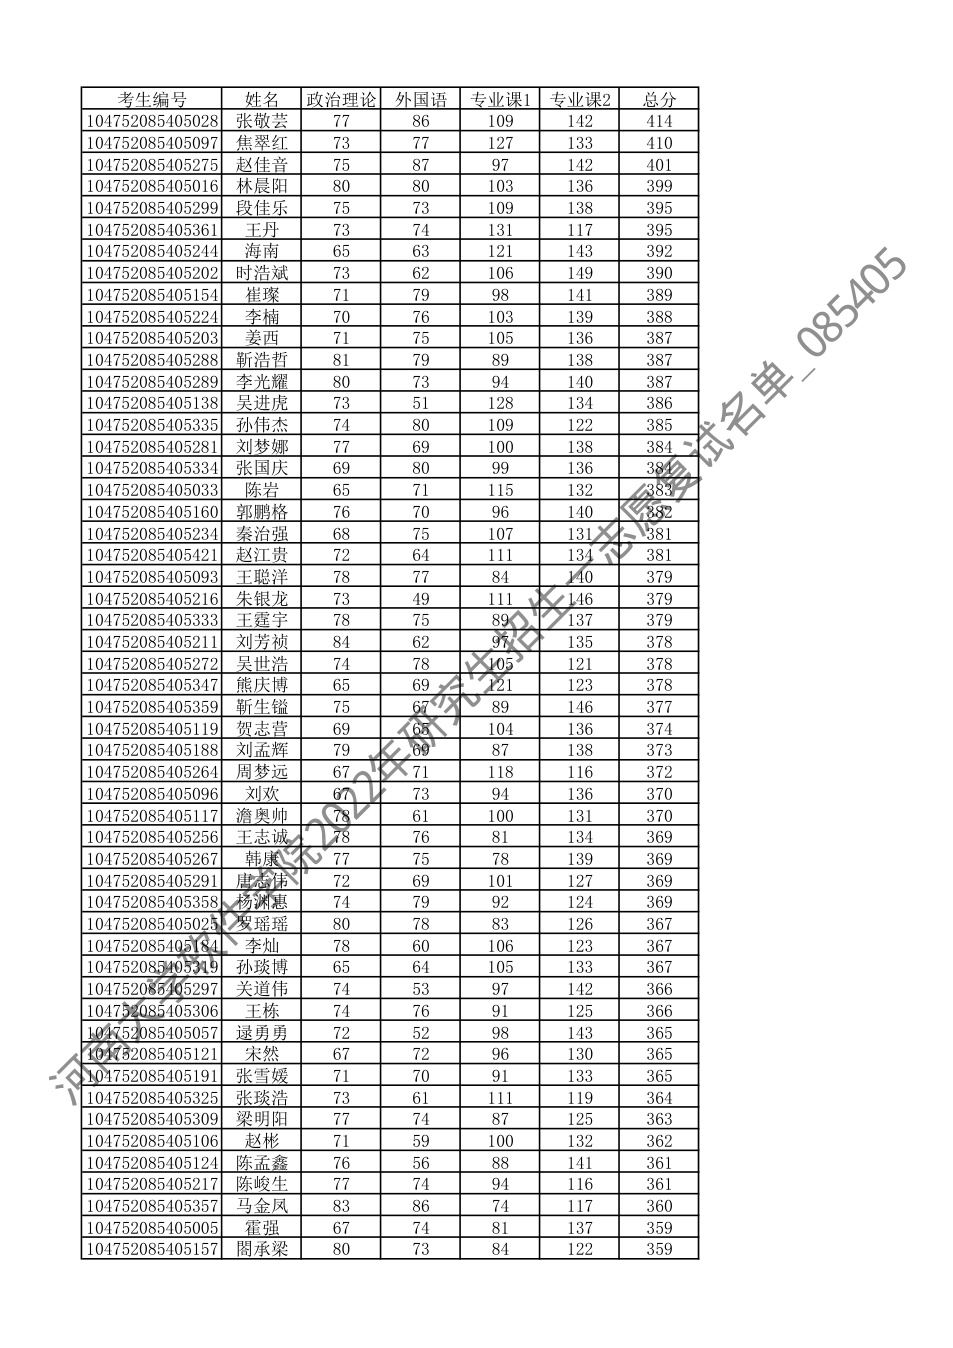 考生编号 姓名 政治理论 外国语 专业课1 专业课2 总分
104752085405028 张敬芸 77 86 109 142 414
104752085405097 焦翠红 73 77 127 133 410
104752085405275 赵佳音 75 87 97 142 401
104752085405016 林晨阳 80 80 103 136 399
104752085405299 段佳乐 75 73 109 138 395
104752085405361 王丹 73 74 131 117 395
104752085405244 海南 65 63 121 143 392
104752085405202 时浩斌 73 62 106 149 390
104752085405154 崔璨 71 79 98 141 389
104752085405224 李楠 70 76 103 139 388
104752085405203 姜西 71 75 105 136 387
104752085405288 靳浩哲 81 79 89 138 387
104752085405289 李光耀 80 73 94 140 387
104752085405138 吴进虎 73 51 128 134 386
104752085405335 孙伟杰 74 80 109 122 385
104752085405281 刘梦娜 77 69 100 138 384
104752085405334 张国庆 69 80 99 136 384
104752085405033 陈岩 65 71 115 132 383
104752085405160 郭鹏格 76 70 96 140 382
104752085405234 秦治强 68 75 107 131 381
104752085405421 赵江贵 72 64 111 134 381
104752085405093 王聪洋 78 77 84 140 379
104752085405216 朱银龙 73 49 111 146 379
104752085405333 王霆宇 78 75 89 137 379
104752085405211 刘芳祯 84 62 97 135 378
104752085405272 吴世浩 74 78 105 121 378
104752085405347 熊庆博 65 69 121 123 378
104752085405359 靳生镒 75 67 89 146 377
104752085405119 贺志营 69 65 104 136 374
104752085405188 刘孟辉 79 69 87 138 373
104752085405264 周梦远 67 71 118 116 372
104752085405096 刘欢 67 73 94 136 370
104752085405117 澹奥帅 78 61 100 131 370
104752085405256 王志诚 78 76 81 134 369
104752085405267 韩康 77 75 78 139 369
104752085405291 唐志伟 72 69 101 127 369
104752085405358 杨渊惠 74 79 92 124 369
104752085405025 罗瑶瑶 80 78 83 126 367
104752085405184 李灿 78 60 106 123 367
104752085405319 孙琰博 65 64 105 133 367
104752085405297 关道伟 74 53 97 142 366
104752085405306 王栋 74 76 91 125 366
104752085405057 逯勇勇 72 52 98 143 365
104752085405121 宋然 67 72 96 130 365
104752085405191 张雪媛 71 70 91 133 365
104752085405325 张琰浩 73 61 111 119 364
104752085405309 梁明阳 77 74 87 125 363
104752085405106 赵彬 71 59 100 132 362
104752085405124 陈孟鑫 76 56 88 141 361
104752085405217 陈峻生 77 74 94 116 361
104752085405357 马金凤 83 86 74 117 360
104752085405005 霍强 67 74 81 137 359
104752085405157 閤承梁 80 73 84 122 359
河南大学软件学院2022年研究生招生一志愿复试名单_085405